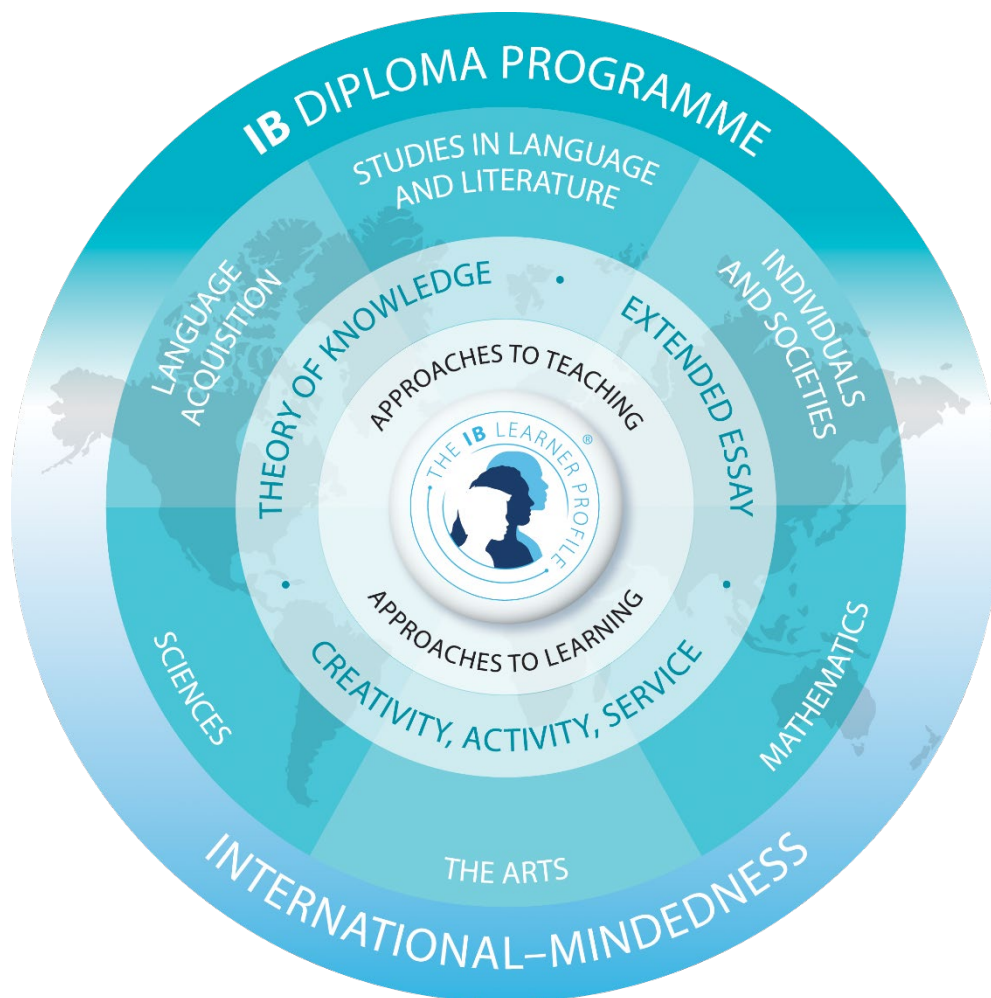 IB DIPLOMA PROGRAMME
STUDIES IN LANGUAGE
AND LITERATURE
LANGUAGE
ACQUISITION
INDIVIDUALS
AND SOCIETIES
THEORY OF KNOWLEDGE
·
EXTENDED ESSAY
APPROACHES TO TEACHING
THE IB LEARNER PROFILE ®
APPROACHES TO LEARNING
·
·
CREATIVITY, ACTIVITY, SERVICE
SCIENCES
MATHEMATICS
THE ARTS
INTERNATIONAL–MINDEDNESS